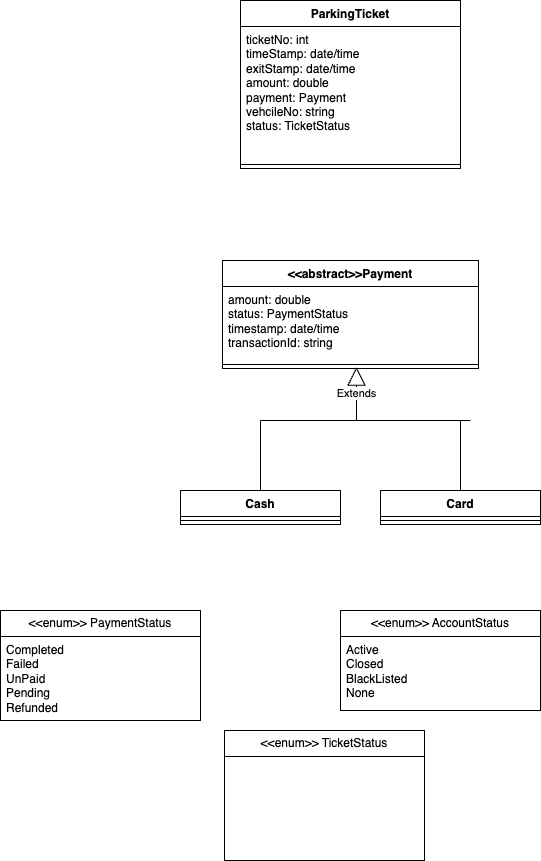 ParkingTicket
ticketNo: int
timeStamp: date/time
exitStamp: date/time
amount: double
payment: Payment
vehcileNo: string
status: TicketStatus
<<abstract>>Payment
amount: double
status: PaymentStatus
timestamp: date/time
transactionId: string
Extends
Cash
Card
<<enum>> PaymentStatus
Completed
Failed
UnPaid
Pending
Refunded
<<enum>> AccountStatus
Active
Closed
BlackListed
None
<<enum>> TicketStatus